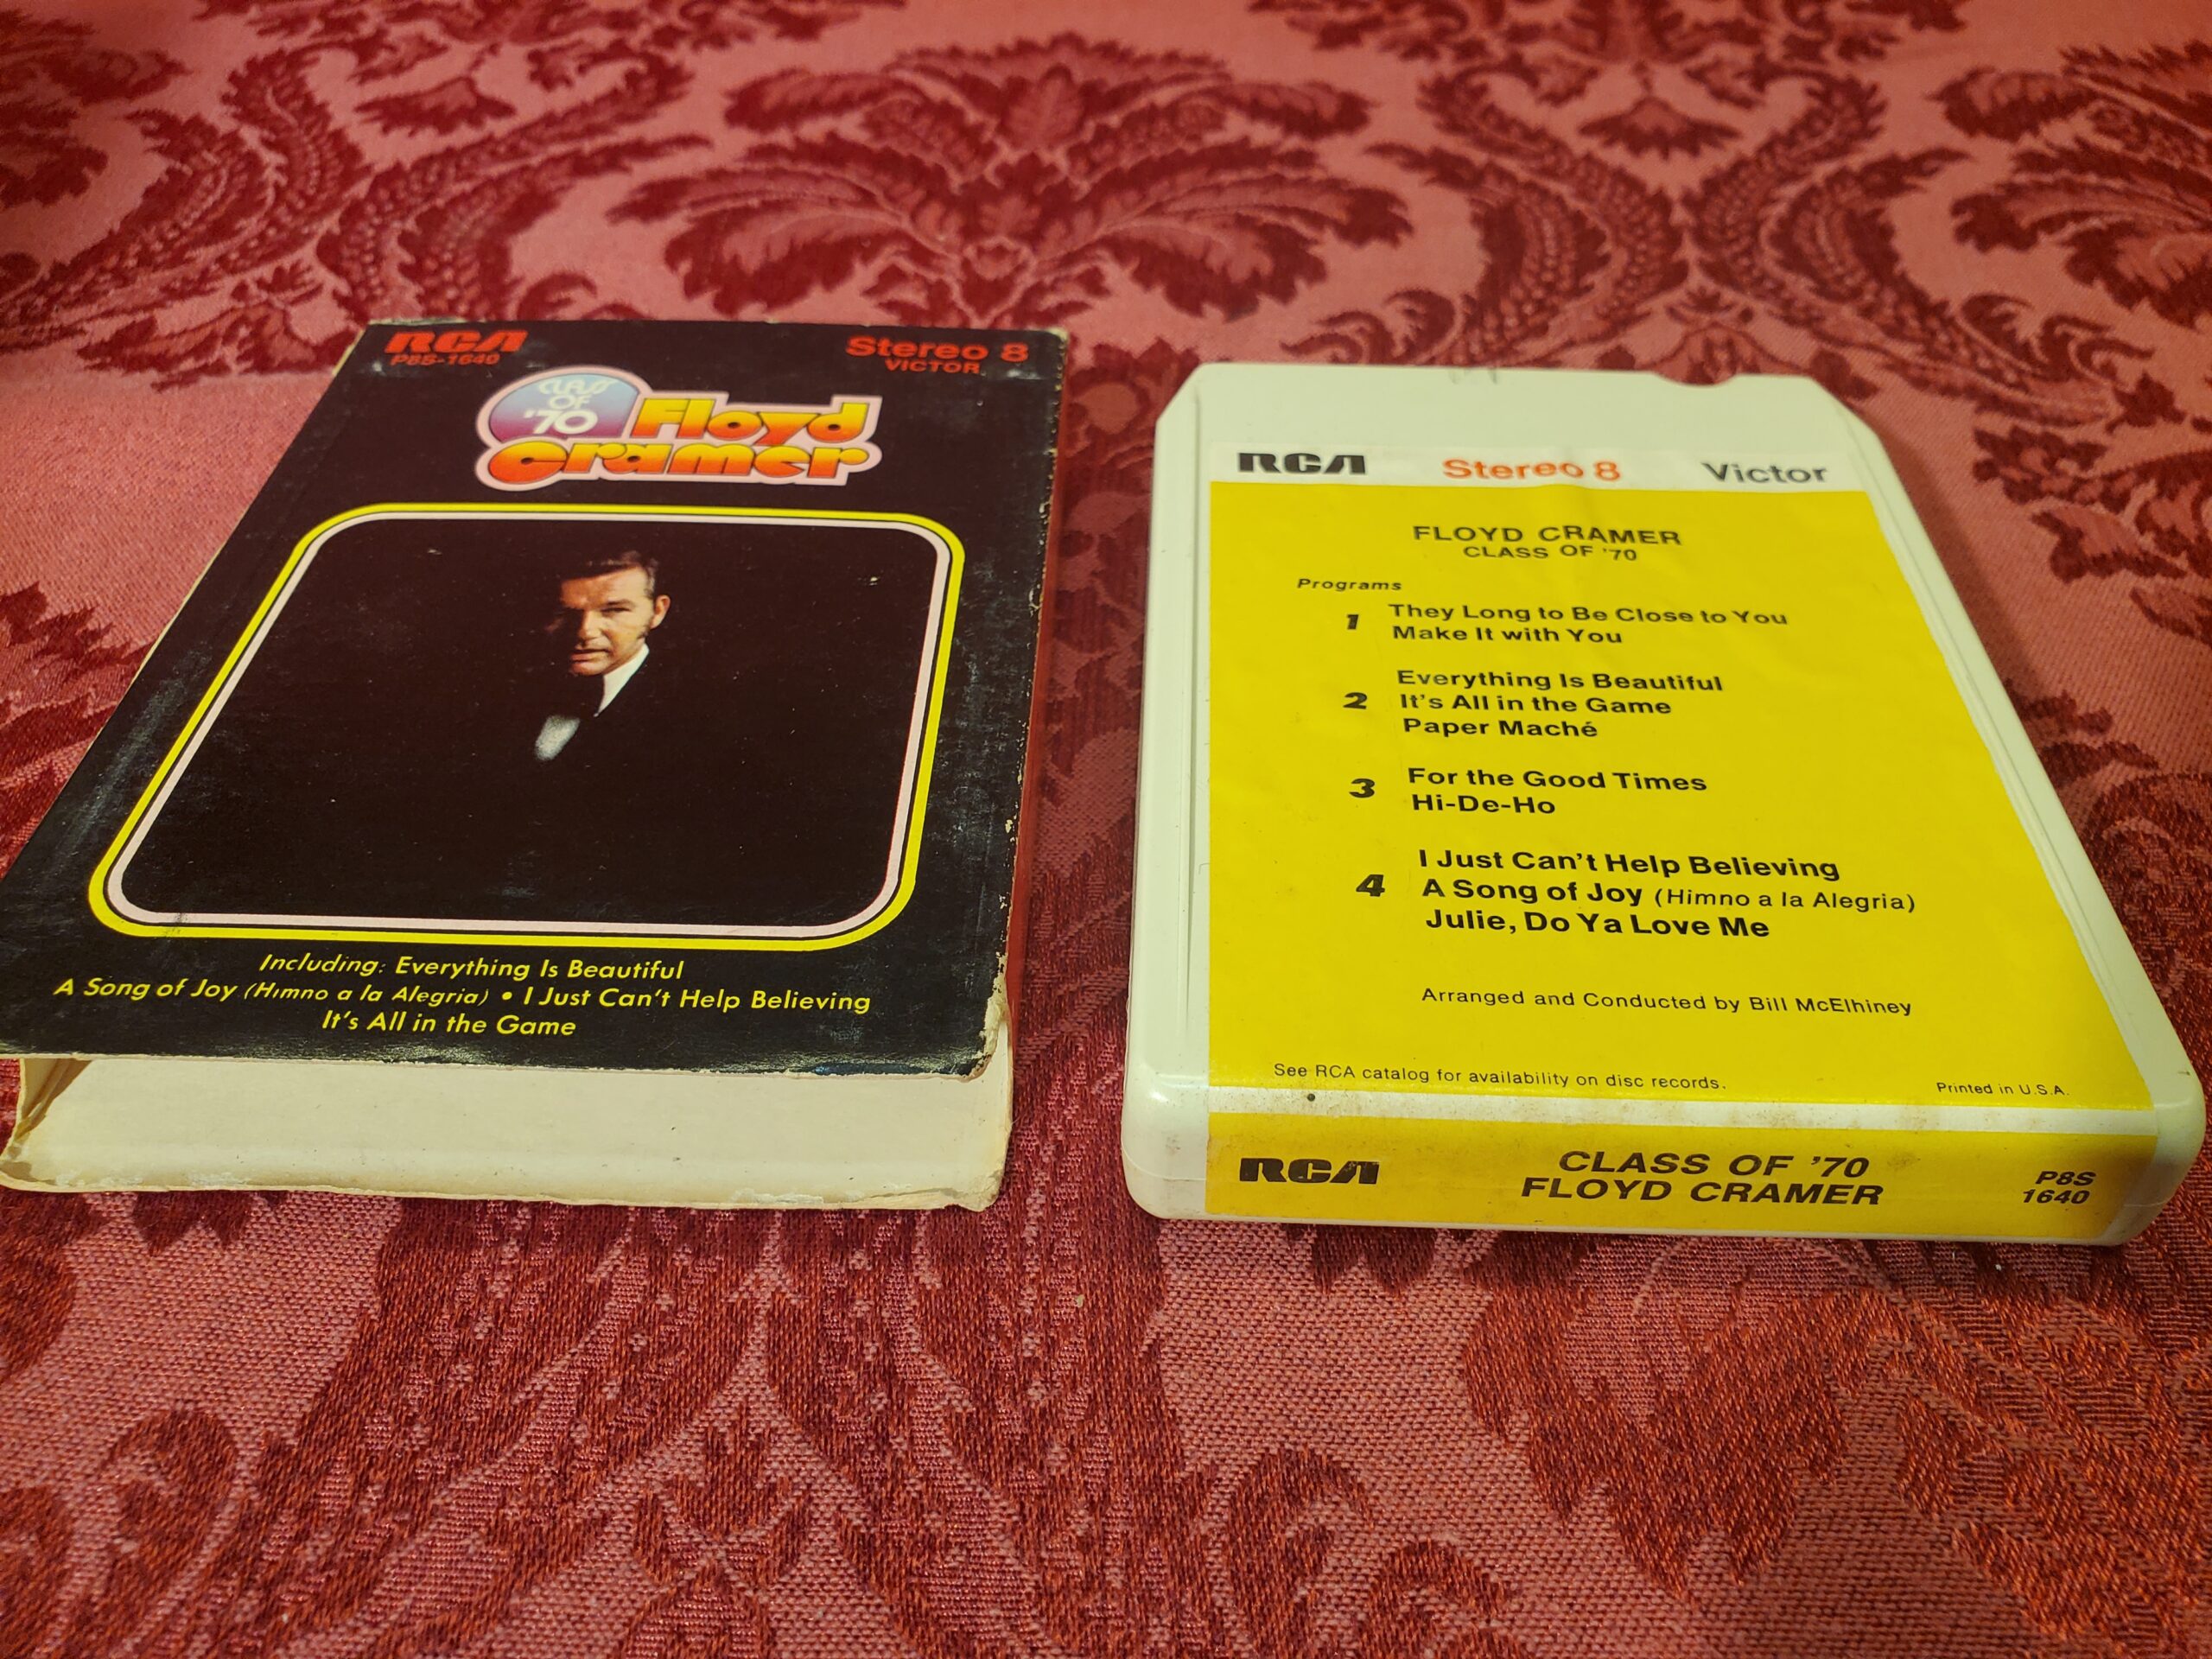 RCA
P8S-1640
Stereo 8
VICTOR
CLASS
OF
'70
Floyd
Cramer
Including: Everything Is Beautiful
A Song of Joy (Himno a la Alegria) • I Just Can't Help Believing
It's All in the Game
RCA Stereo 8 Victor
FLOYD CRAMER
CLASS OF '70
Programs
1 They Long to Be Close to You
Make It with You
2 Everything Is Beautiful
It's All in the Game
Paper Maché
3 For the Good Times
Hi-De-Ho
4 I Just Can't Help Believing
A Song of Joy (Himno a la Alegria)
Julie, Do Ya Love Me
Arranged and Conducted by Bill McElhiney
See RCA catalog for availability on disc records.
Printed in U.S.A.
RCA
CLASS OF '70
FLOYD CRAMER
P8S
1640